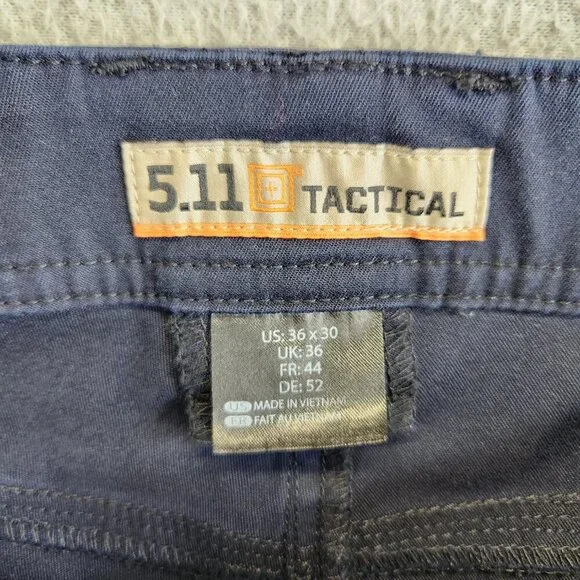 5.11 TACTICAL
US: 36 x 30
UK: 36
FR: 44
DE: 52
US MADE IN VIETNAM
FR FAIT AU VIETNAM